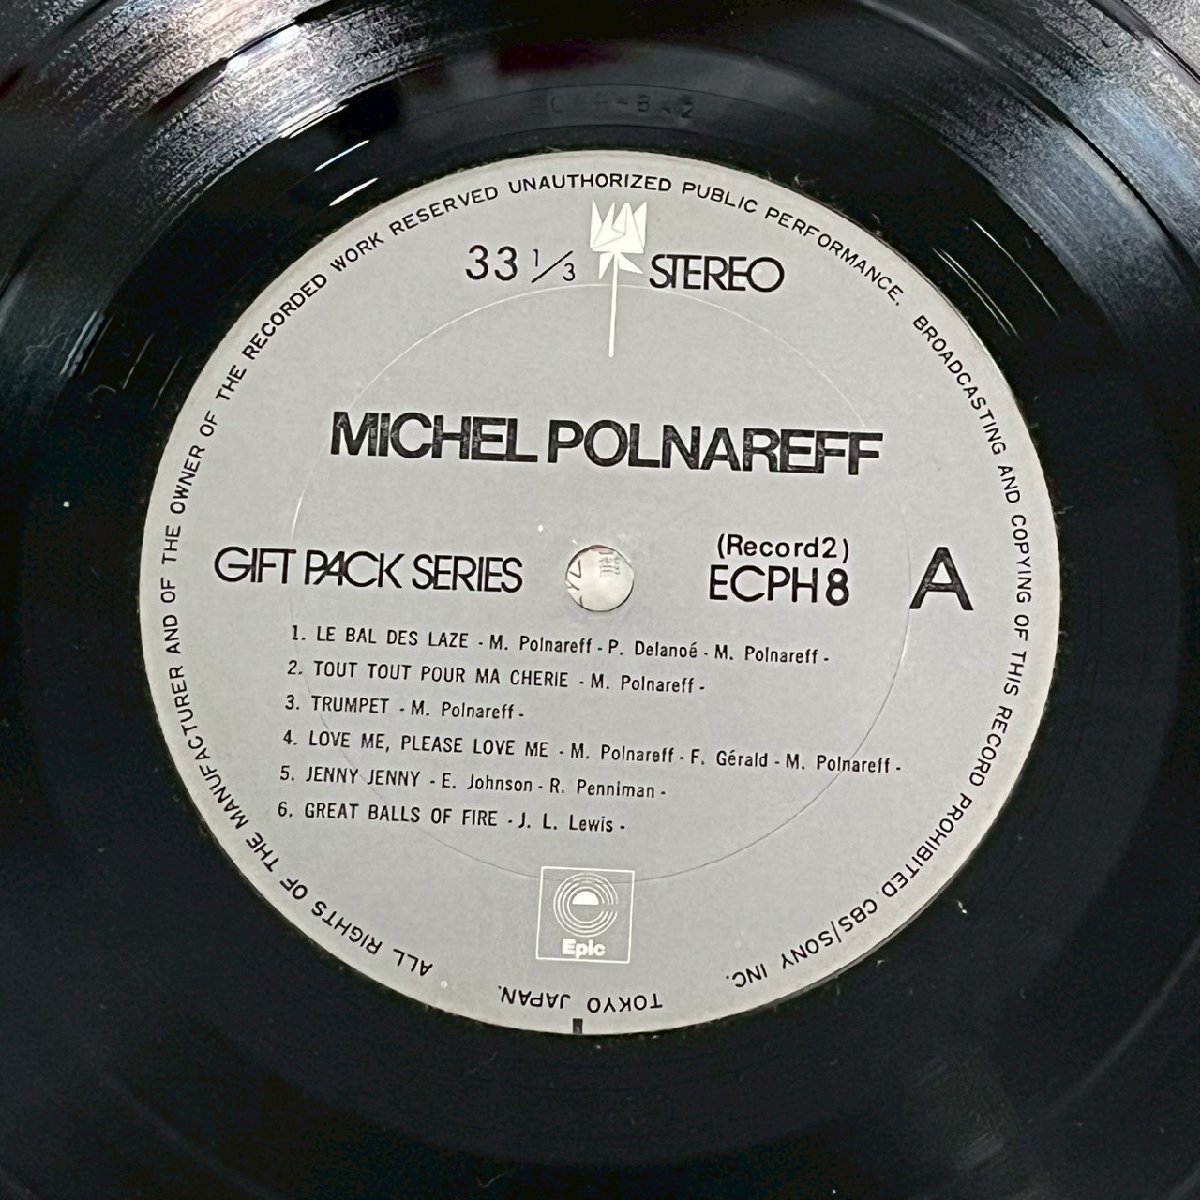 ALL RIGHTS OF THE MANUFACTURER AND OF THE OWNER OF THE RECORDED WORK RESERVED UNAUTHORIZED PUBLIC PERFORMANCE, BROADCASTING AND COPYING OF THIS RECORD PROHIBITED. CBS/SONY INC.
TOKYO JAPAN.
33 1/3 STEREO
MICHEL POLNAREFF
GIFT PACK SERIES
(Record2)
ECPH 8
A
1. LE BAL DES LAZE - M. Polnareff - P. Delanoé - M. Polnareff -
2. TOUT TOUT POUR MA CHERIE - M. Polnareff -
3. TRUMPET - M. Polnareff -
4. LOVE ME, PLEASE LOVE ME - M. Polnareff - F. Gérald - M. Polnareff -
5. JENNY JENNY - E. Johnson - R. Penniman -
6. GREAT BALLS OF FIRE - J. L. Lewis -
Epic